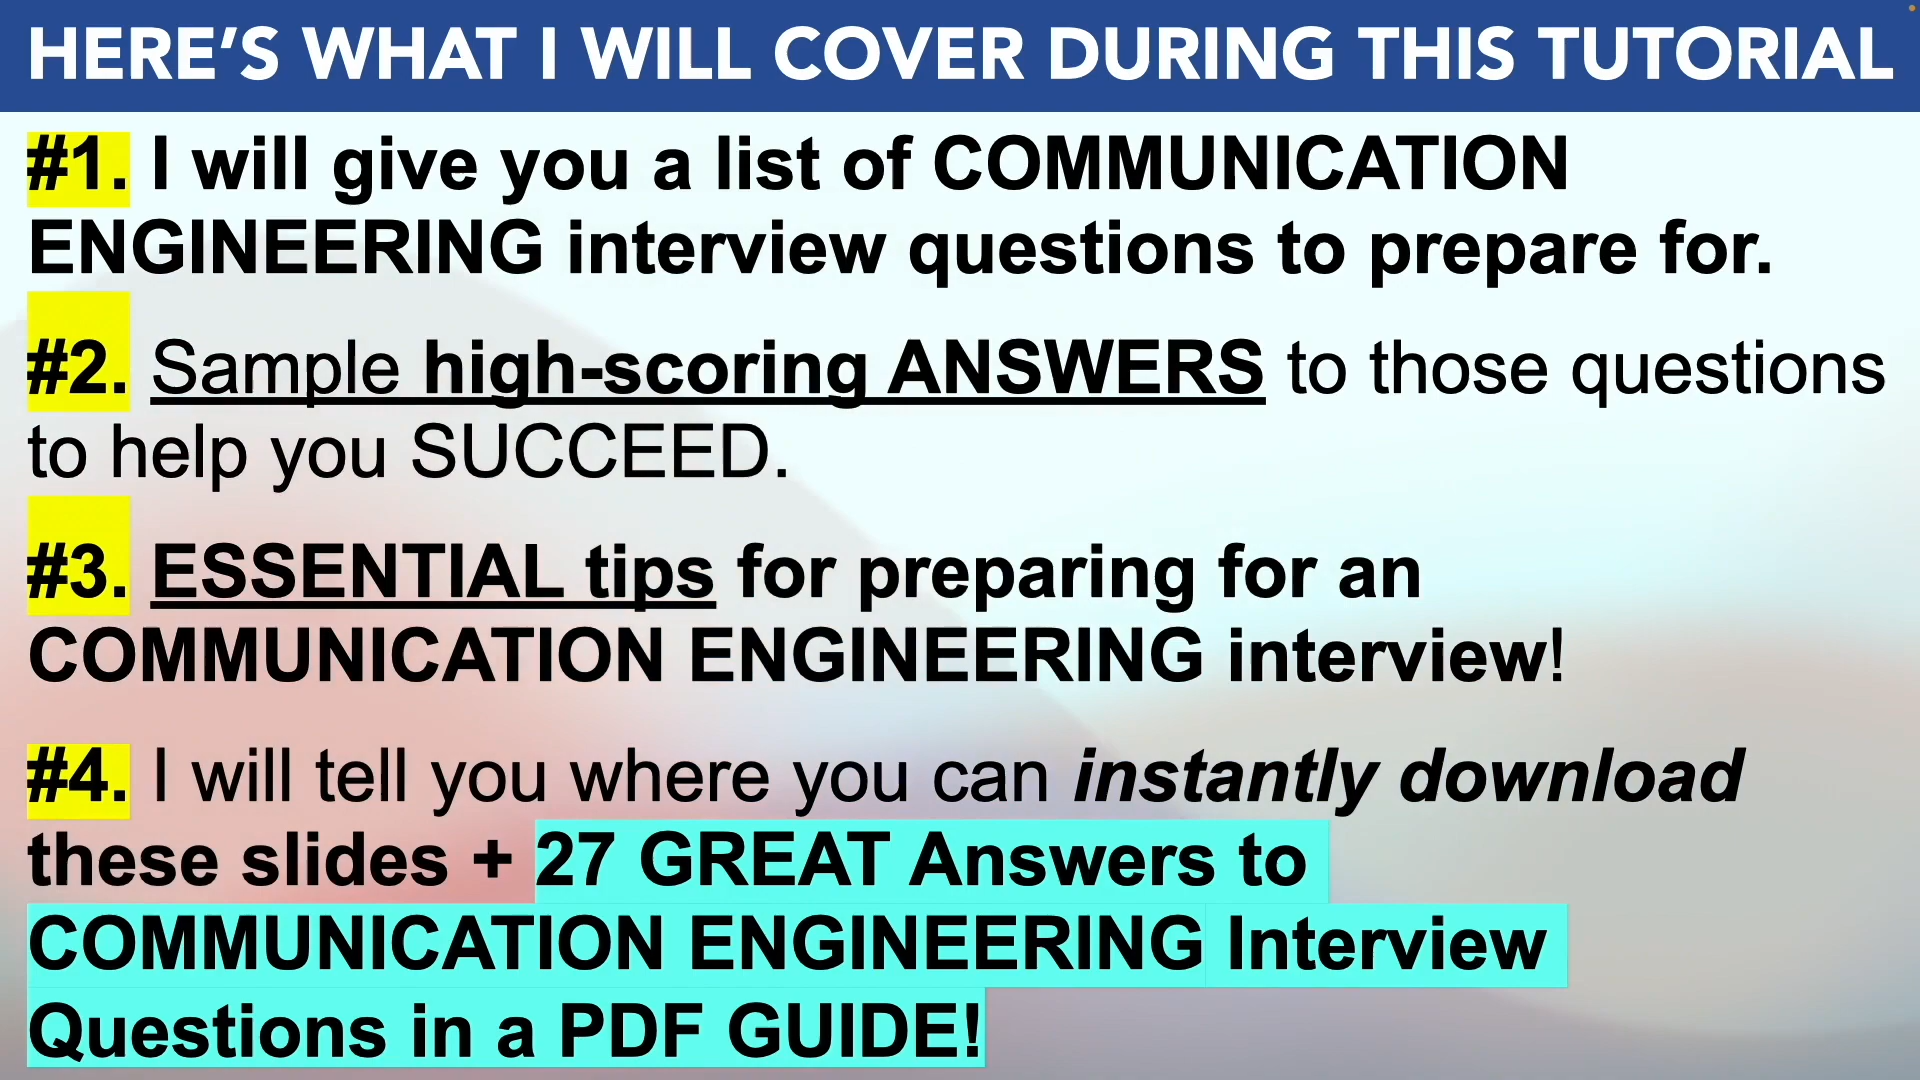 HERE’S WHAT I WILL COVER DURING THIS TUTORIAL
#1. I will give you a list of COMMUNICATION
ENGINEERING interview questions to prepare for.
#2. Sample high-scoring ANSWERS to those questions
to help you SUCCEED.
#3. ESSENTIAL tips for preparing for an
COMMUNICATION ENGINEERING interview!
#4. I will tell you where you can instantly download
these slides + 27 GREAT Answers to
COMMUNICATION ENGINEERING Interview
Questions in a PDF GUIDE!